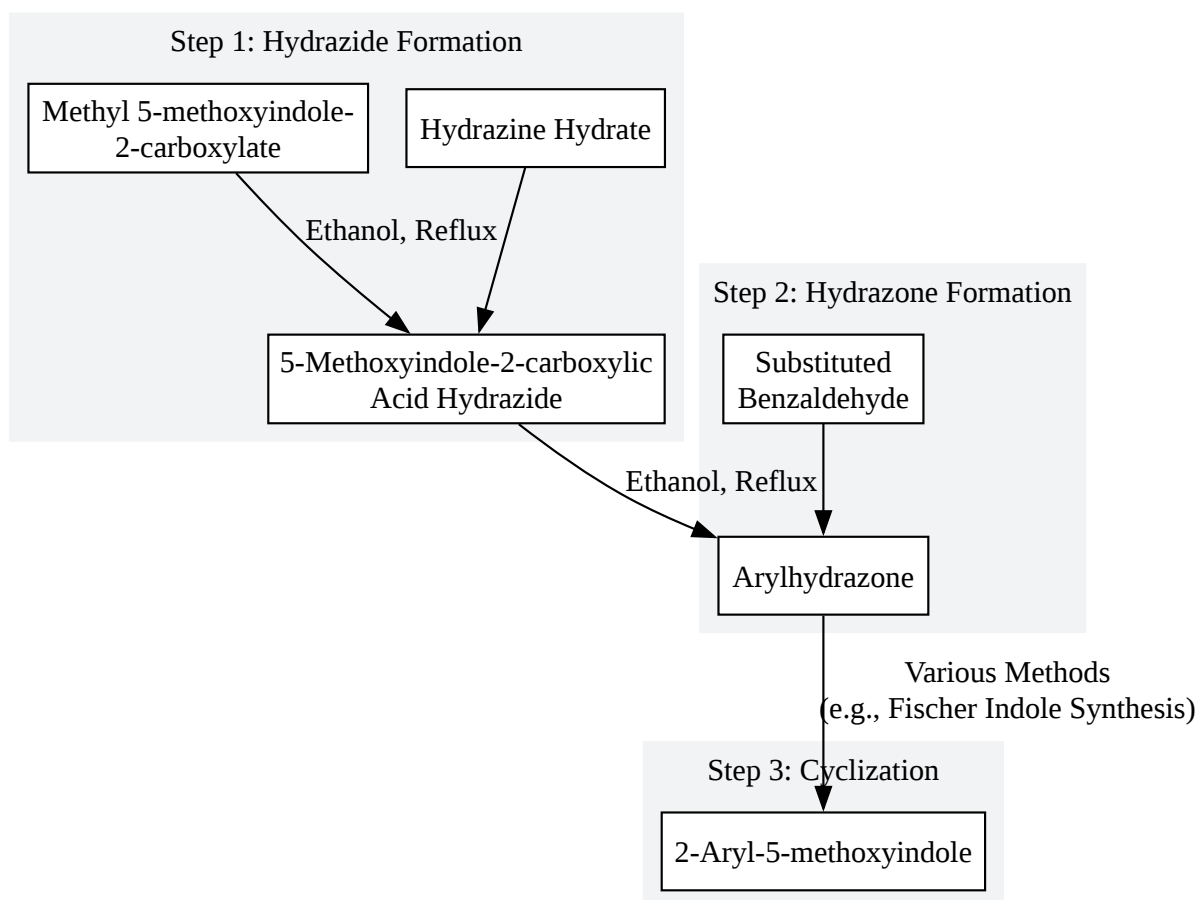 Step 1: Hydrazide Formation
Methyl 5-methoxyindole-
2-carboxylate
Hydrazine Hydrate
Ethanol, Reflux
5-Methoxyindole-2-carboxylic
Acid Hydrazide
Step 2: Hydrazone Formation
Substituted
Benzaldehyde
Ethanol, Reflux
Arylhydrazone
Various Methods
(e.g., Fischer Indole Synthesis)
Step 3: Cyclization
2-Aryl-5-methoxyindole